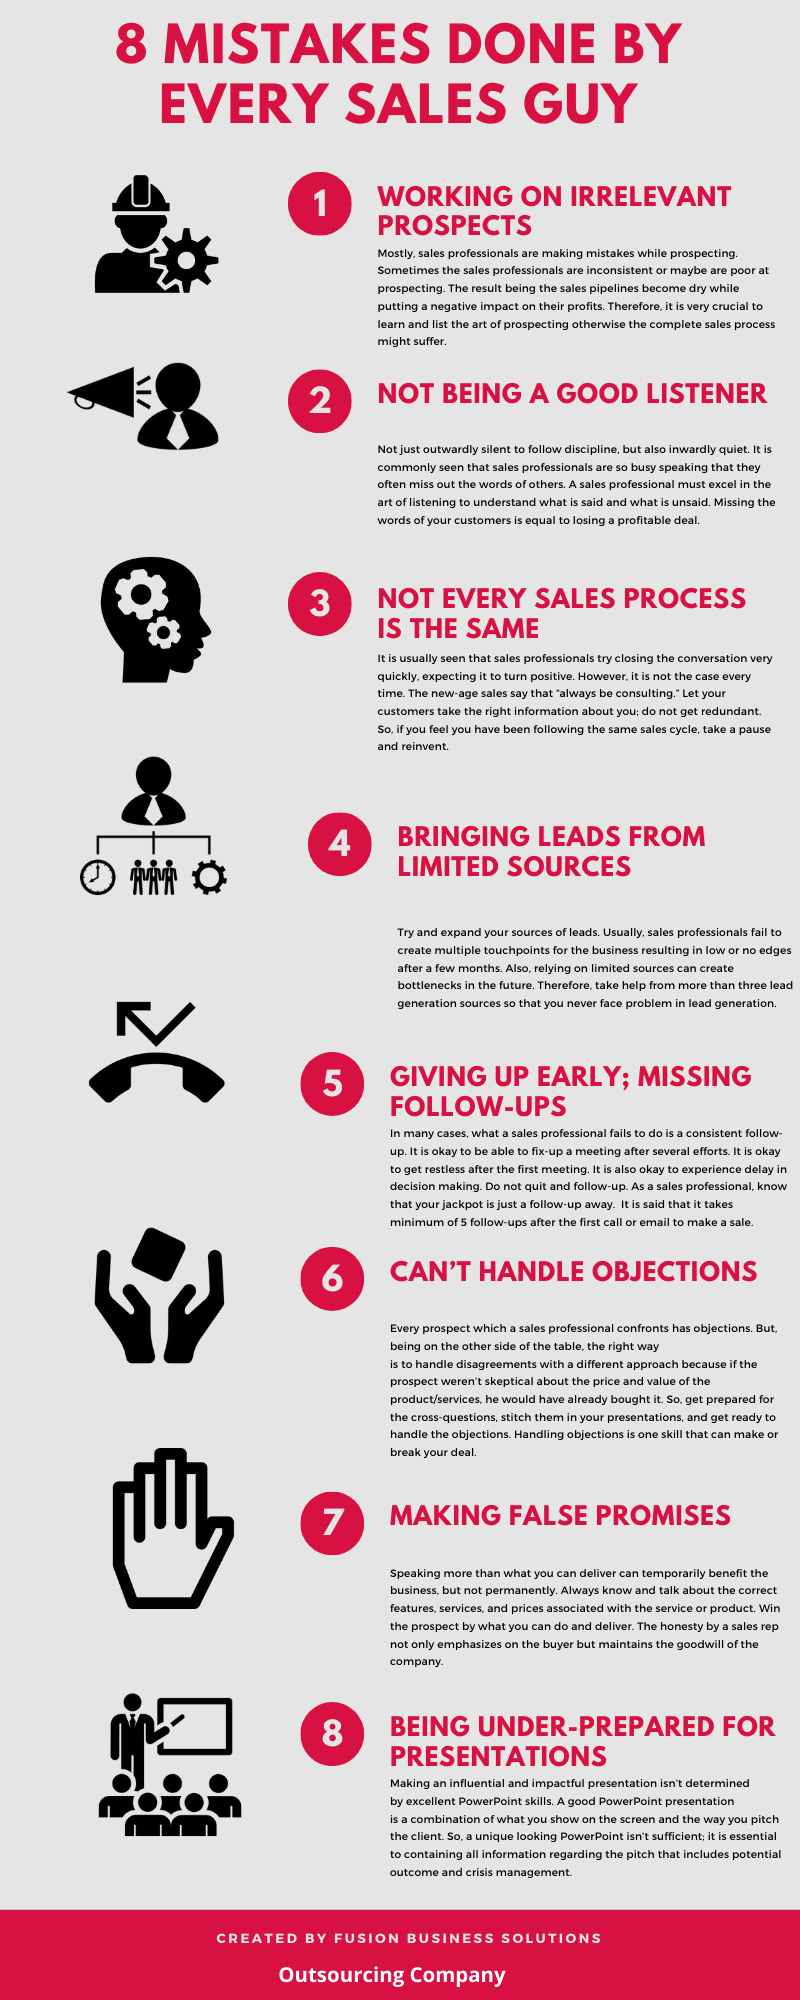 8 MISTAKES DONE BY
EVERY SALES GUY
1
WORKING ON IRRELEVANT
PROSPECTS
Mostly, sales professionals are making mistakes while prospecting.
Sometimes the sales professionals are inconsistent or maybe are poor at
prospecting. The result being the sales pipelines become dry while
putting a negative impact on their profits. Therefore, it is very crucial to
learn and list the art of prospecting otherwise the complete sales process
might suffer.
2
NOT BEING A GOOD LISTENER
Not just outwardly silent to follow discipline, but also inwardly quiet. It is
commonly seen that sales professionals are so busy speaking that they
often miss out the words of others. A sales professional must excel in the
art of listening to understand what is said and what is unsaid. Missing the
words of your customers is equal to losing a profitable deal.
3
NOT EVERY SALES PROCESS
IS THE SAME
It is usually seen that sales professionals try closing the conversation very
quickly, expecting it to turn positive. However, it is not the case every
time. The new-age sales say that “always be consulting.” Let your
customers take the right information about you; do not get redundant.
So, if you feel you have been following the same sales cycle, take a pause
and reinvent.
4
BRINGING LEADS FROM
LIMITED SOURCES
Try and expand your sources of leads. Usually, sales professionals fail to
create multiple touchpoints for the business resulting in low or no edges
after a few months. Also, relying on limited sources can create
bottlenecks in the future. Therefore, take help from more than three lead
generation sources so that you never face problem in lead generation.
5
GIVING UP EARLY; MISSING
FOLLOW-UPS
In many cases, what a sales professional fails to do is a consistent follow-
up. It is okay to be able to fix-up a meeting after several efforts. It is okay
to get restless after the first meeting. It is also okay to experience delay in
decision making. Do not quit and follow-up. As a sales professional, know
that your jackpot is just a follow-up away. It is said that it takes
minimum of 5 follow-ups after the first call or email to make a sale.
6
CAN’T HANDLE OBJECTIONS
Every prospect which a sales professional confronts has objections. But,
being on the other side of the table, the right way
is to handle disagreements with a different approach because if the
prospect weren’t skeptical about the price and value of the
product/services, he would have already bought it. So, get prepared for
the cross-questions, stitch them in your presentations, and get ready to
handle the objections. Handling objections is one skill that can make or
break your deal.
7
MAKING FALSE PROMISES
Speaking more than what you can deliver can temporarily benefit the
business, but not permanently. Always know and talk about the correct
features, services, and prices associated with the service or product. Win
the prospect by what you can do and deliver. The honesty by a sales rep
not only emphasizes on the buyer but maintains the goodwill of the
company.
8
BEING UNDER-PREPARED FOR
PRESENTATIONS
Making an influential and impactful presentation isn’t determined
by excellent PowerPoint skills. A good PowerPoint presentation
is a combination of what you show on the screen and the way you pitch
the client. So, a unique looking PowerPoint isn’t sufficient; it is essential
to containing all information regarding the pitch that includes potential
outcome and crisis management.
CREATED BY FUSION BUSINESS SOLUTIONS
Outsourcing Company